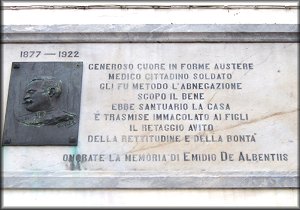 1877 - 1922
GENEROSO CUORE IN FORME AUSTERE
MEDICO CITTADINO SOLDATO
GLI FU METODO L'ABNEGAZIONE
SCOPO IL BENE
EBBE SANTUARIO LA CASA
E TRASMISE IMMACOLATO AI FIGLI
IL RETAGGIO AVITO
DELLA RETTITUDINE E DELLA BONTÀ
ONORATE LA MEMORIA DI EMIDIO DE ALBENTIIS